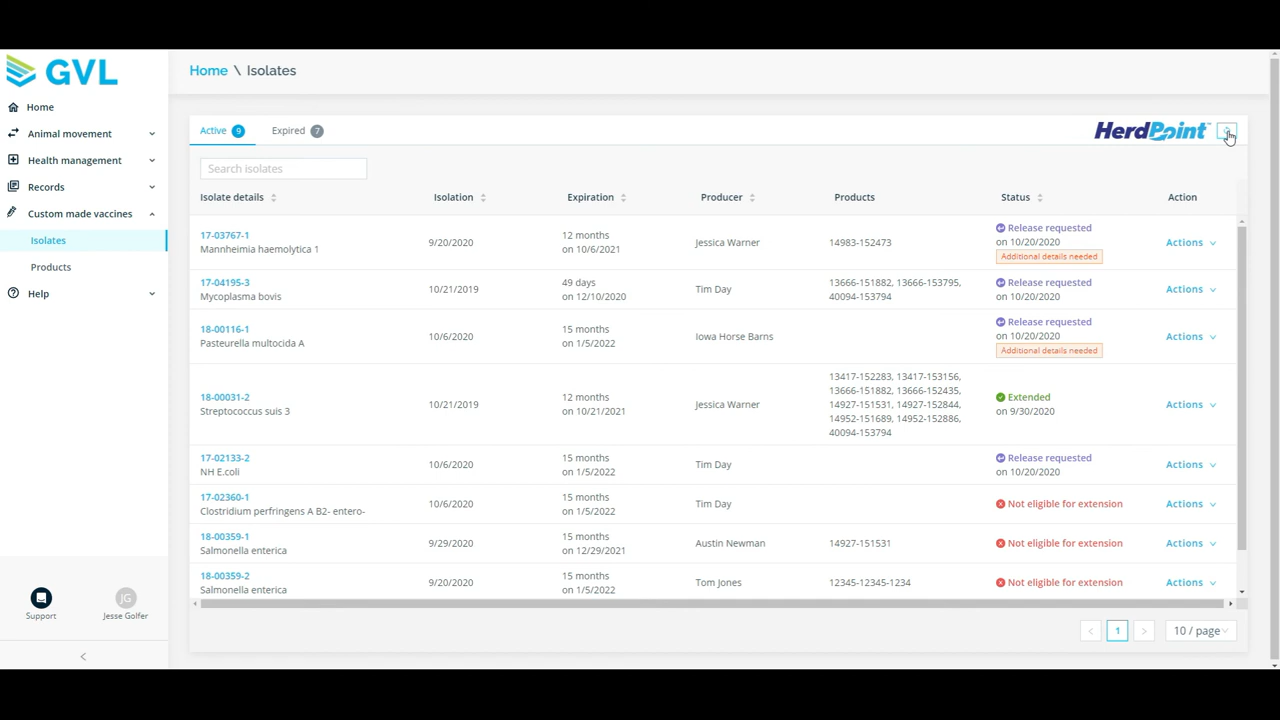 GVL
Home \ Isolates
Home
Animal movement
Health management
Records
Custom made vaccines
Isolates
Products
Help
Support
JG
Jesse Golfer
Active 9
Expired 7
HerdPoint™
Search isolates
Isolate details Isolation Expiration Producer Products Status Action
17-03767-1
Mannheimia haemolytica 1
9/20/2020
12 months
on 10/6/2021
Jessica Warner
14983-152473
Release requested
on 10/20/2020
Additional details needed
Actions
17-04195-3
Mycoplasma bovis
10/21/2019
49 days
on 12/10/2020
Tim Day
13666-151882, 13666-153795,
40094-153794
Release requested
on 10/20/2020
Actions
18-00116-1
Pasteurella multocida A
10/6/2020
15 months
on 1/5/2022
Iowa Horse Barns
Release requested
on 10/20/2020
Additional details needed
Actions
18-00031-2
Streptococcus suis 3
10/21/2019
12 months
on 10/21/2021
Jessica Warner
13417-152283, 13417-153156,
13666-151882, 13666-152435,
14927-151531, 14927-152844,
14952-151689, 14952-152886,
40094-153794
Extended
on 9/30/2020
Actions
17-02133-2
NH E.coli
10/6/2020
15 months
on 1/5/2022
Tim Day
Release requested
on 10/20/2020
Actions
17-02360-1
Clostridium perfringens A B2- entero-
10/6/2020
15 months
on 1/5/2022
Tim Day
Not eligible for extension
Actions
18-00359-1
Salmonella enterica
9/29/2020
15 months
on 12/29/2021
Austin Newman
14927-151531
Not eligible for extension
Actions
18-00359-2
Salmonella enterica
9/20/2020
15 months
on 1/5/2022
Tom Jones
12345-12345-1234
Not eligible for extension
Actions
< 1 > 10 / page